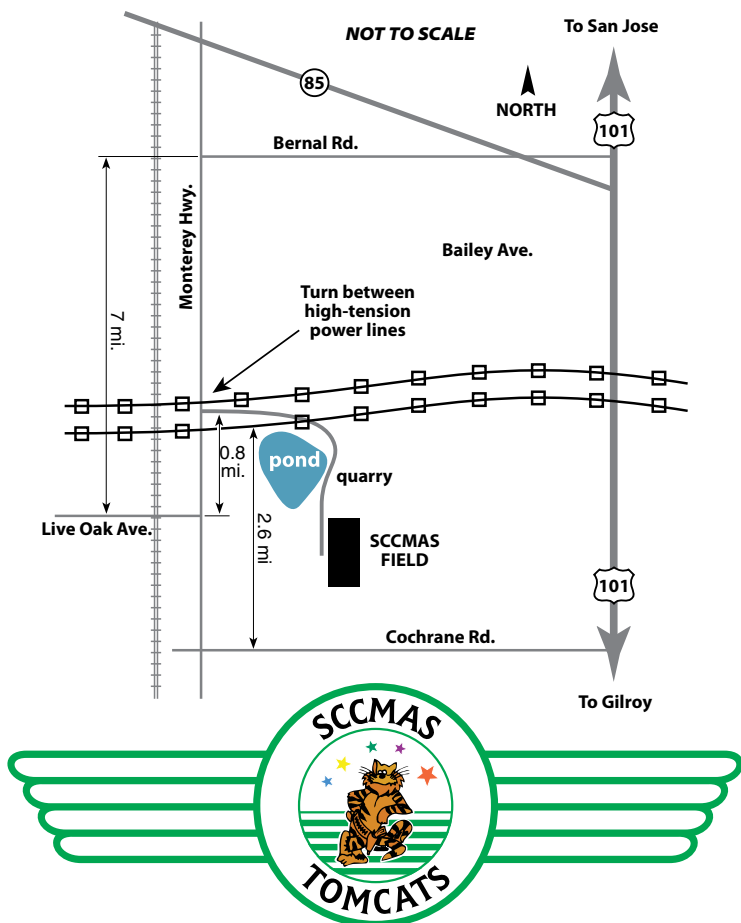 NOT TO SCALE
To San Jose
85
NORTH
101
Bernal Rd.
Monterey Hwy.
Bailey Ave.
Turn between
high-tension
power lines
7 mi.
0.8
mi.
pond
quarry
Live Oak Ave.
2.6 mi
SCCMAS
FIELD
101
Cochrane Rd.
To Gilroy
SCCMAS
TOMCATS